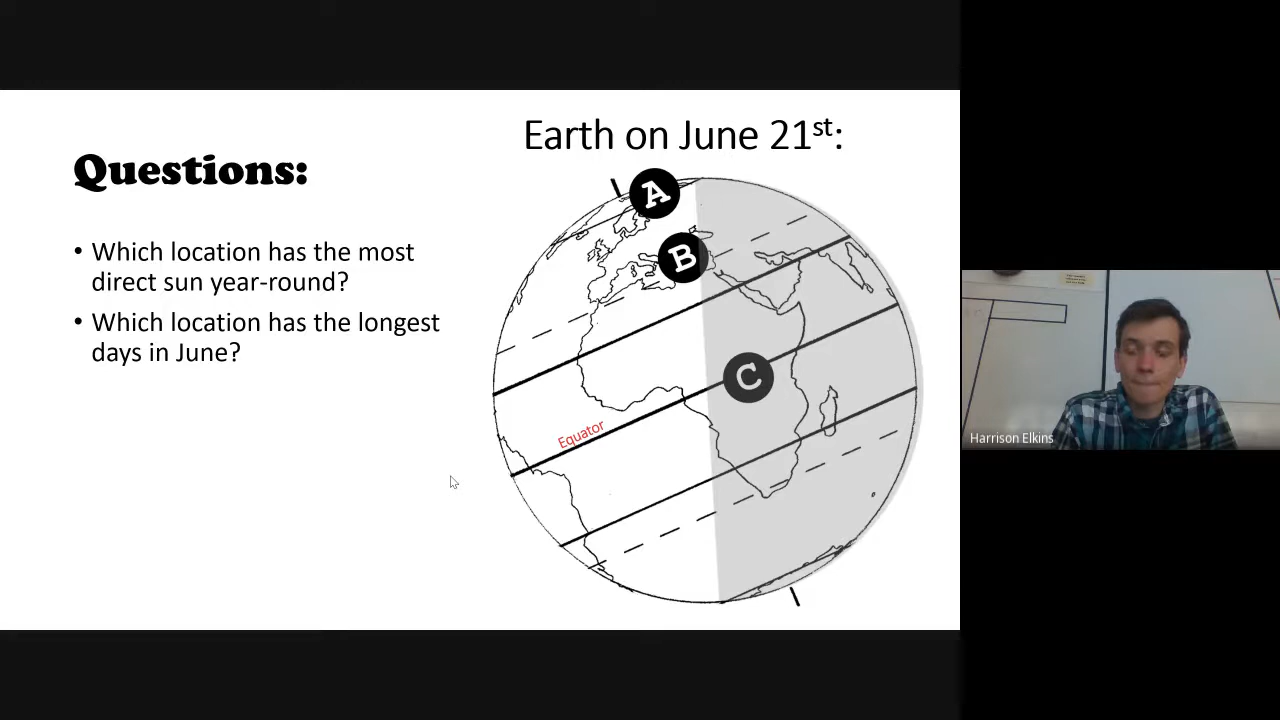 Earth on June 21st:
Questions:
• Which location has the most
direct sun year-round?
• Which location has the longest
days in June?
A
B
C
Equator
Harrison Elkins